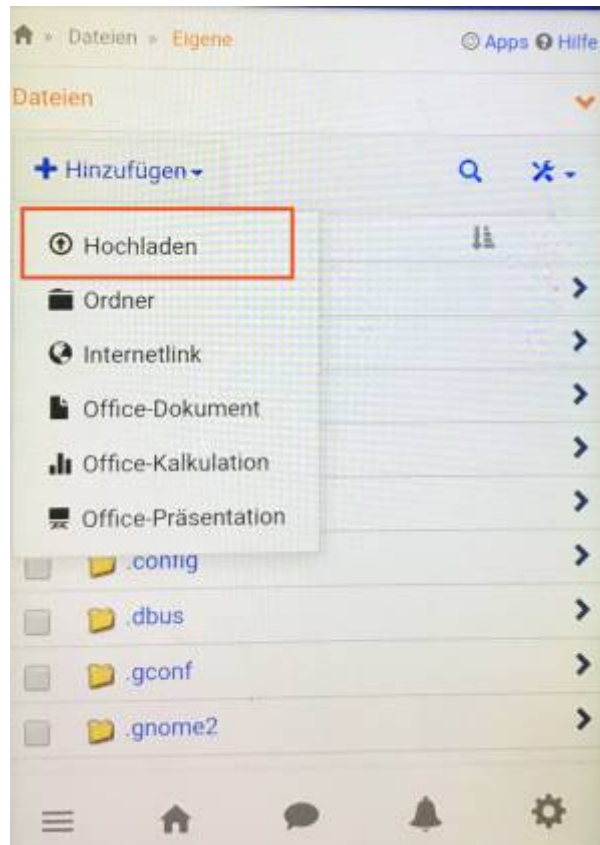 » Dateien » Eigene Apps Hilfe
Dateien
Hinzufügen
Hochladen
Ordner
Internetlink
Office-Dokument
Office-Kalkulation
Office-Präsentation
.config
.dbus
.gconf
.gnome2